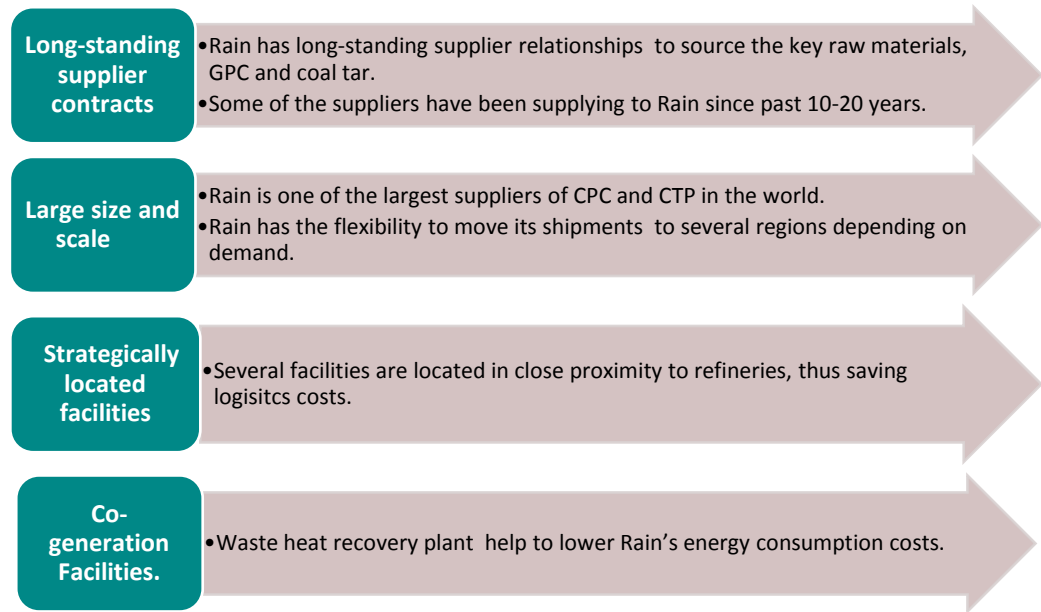 Long-standing
supplier
contracts
•Rain has long-standing supplier relationships to source the key raw materials,
GPC and coal tar.
•Some of the suppliers have been supplying to Rain since past 10-20 years.
Large size and
scale
•Rain is one of the largest suppliers of CPC and CTP in the world.
•Rain has the flexibility to move its shipments to several regions depending on
demand.
Strategically
located
facilities
•Several facilities are located in close proximity to refineries, thus saving
logisitcs costs.
Co-
generation
Facilities.
•Waste heat recovery plant help to lower Rain's energy consumption costs.